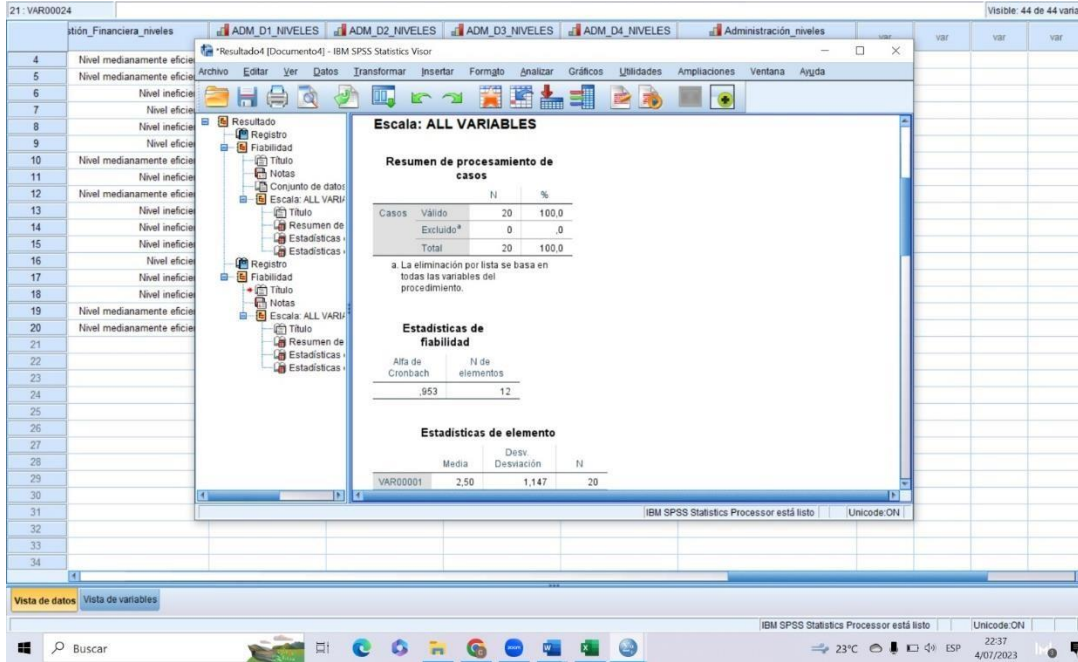 21 : VAR00024
Visible: 44 de 44 varia
stión_Financiera_niveles ADM_D1_NIVELES ADM_D2_NIVELES ADM_D3_NIVELES ADM_D4_NIVELES Administración_niveles var var var var
*Resultado4 [Documento4] - IBM SPSS Statistics Visor
Archivo Editar Ver Datos Transformar Insertar Formato Analizar Gráficos Utilidades Ampliaciones Ventana Ayuda
4 Nivel medianamente eficie
5 Nivel medianamente eficie
6 Nivel ineficie
7 Nivel eficie
8 Nivel ineficie
9 Nivel eficie
10 Nivel medianamente eficie
11 Nivel ineficie
12 Nivel medianamente eficie
13 Nivel ineficie
14 Nivel ineficie
15 Nivel ineficie
16 Nivel eficie
17 Nivel ineficie
18 Nivel ineficie
19 Nivel medianamente eficie
20 Nivel medianamente eficie
21
22
23
24
25
26
27
28
29
30
31
32
33
34
Resultado
Registro
Fiabilidad
Título
Notas
Conjunto de datos
Escala: ALL VARIA
Título
Resumen de
Estadísticas
Estadísticas
Registro
Fiabilidad
Título
Notas
Escala: ALL VARIA
Título
Resumen de
Estadísticas
Estadísticas
Escala: ALL VARIABLES
Resumen de procesamiento de
casos
N %
Casos Válido 20 100,0
Excluido a 0 ,0
Total 20 100,0
a. La eliminación por lista se basa en
todas las variables del
procedimiento.
Estadísticas de
fiabilidad
Alfa de N de
Cronbach elementos
,953 12
Estadísticas de elemento
Desv.
Media Desviación N
VAR00001 2,50 1,147 20
IBM SPSS Statistics Processor está listo Unicode:ON
Vista de datos Vista de variables
IBM SPSS Statistics Processor está listo Unicode:ON
Buscar
23°C ESP
22:37
4/07/2023